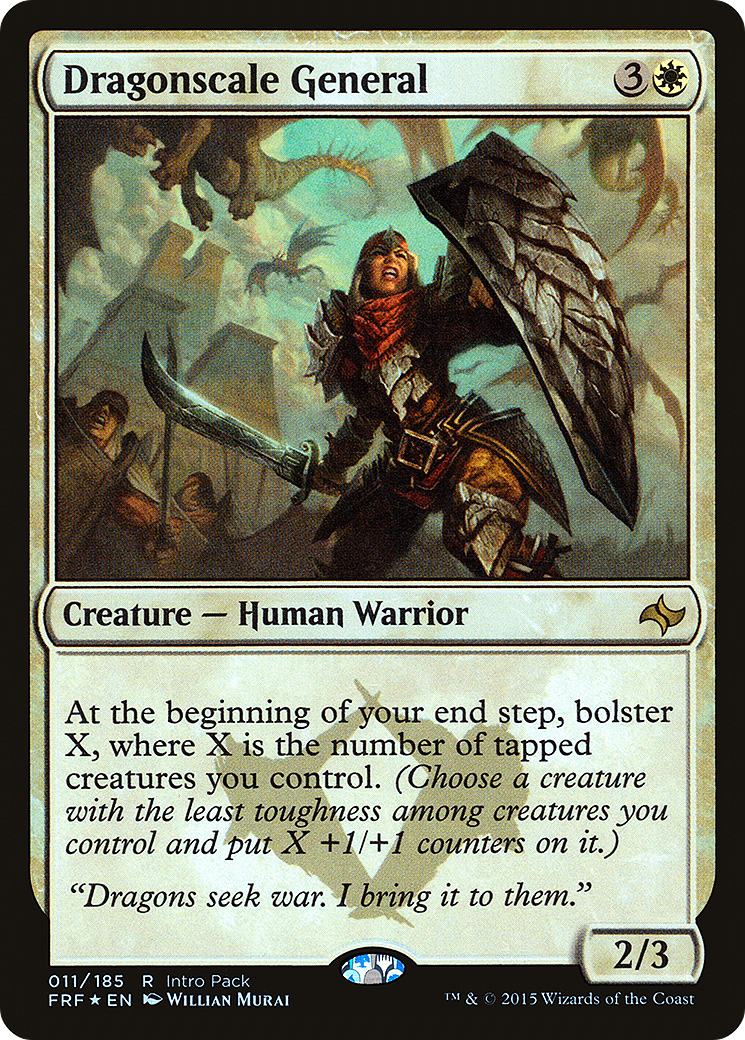 Dragonscale General 3
Creature — Human Warrior
At the beginning of your end step, bolster
X, where X is the number of tapped
creatures you control. (Choose a creature
with the least toughness among creatures you
control and put X +1/+1 counters on it.)
“Dragons seek war. I bring it to them.”
2/3
011/185 R Intro Pack
FRF ★ EN Willian Murai
™ & © 2015 Wizards of the Coast